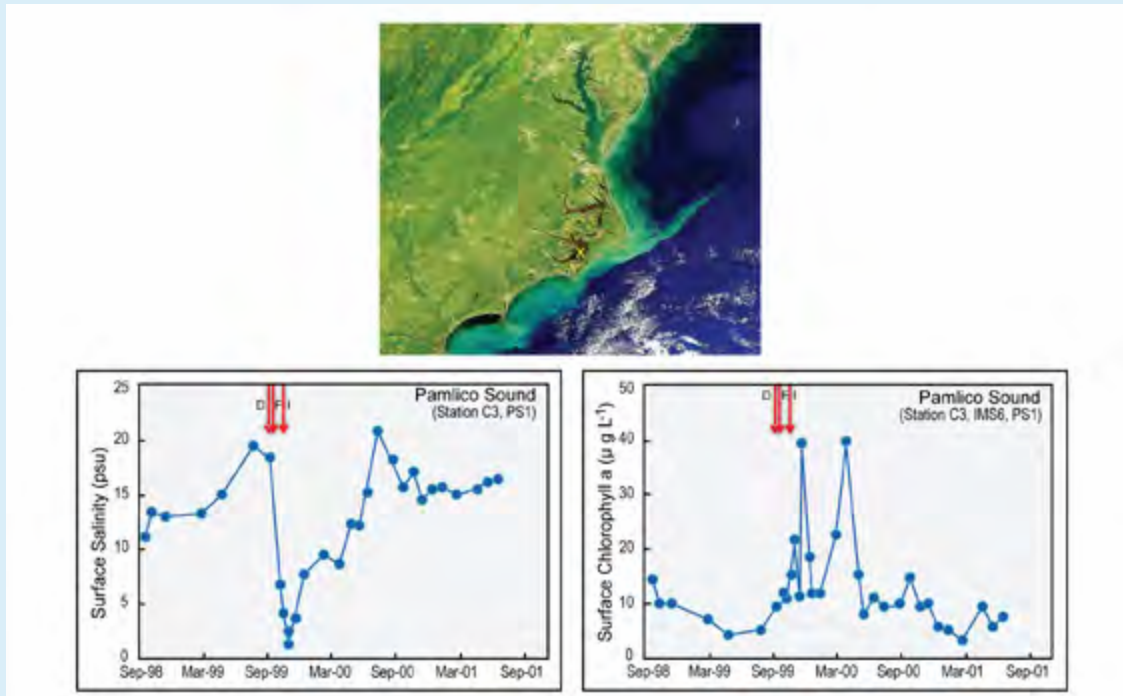 Pamlico Sound
(Station C3, PS1)
D F I
Surface Salinity (psu)
25
20
15
10
5
0
Sep-98 Mar-99 Sep-99 Mar-00 Sep-00 Mar-01 Sep-01
Pamlico Sound
(Station C3, IMS6, PS1)
D F I
Surface Chlorophyll a (µ g L-1)
50
40
30
20
10
0
Sep-98 Mar-99 Sep-99 Mar-00 Sep-00 Mar-01 Sep-01